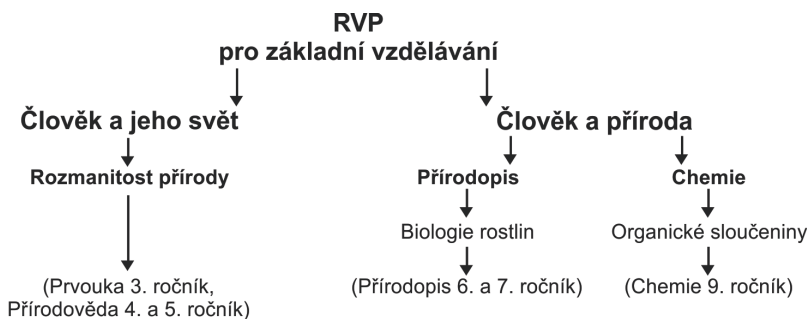 RVP
pro základní vzdělávání
Člověk a jeho svět
Člověk a příroda
Rozmanitost přírody
Přírodopis
Chemie
Biologie rostlin
Organické sloučeniny
(Prvouka 3. ročník,
Přírodověda 4. a 5. ročník)
(Přírodopis 6. a 7. ročník)
(Chemie 9. ročník)